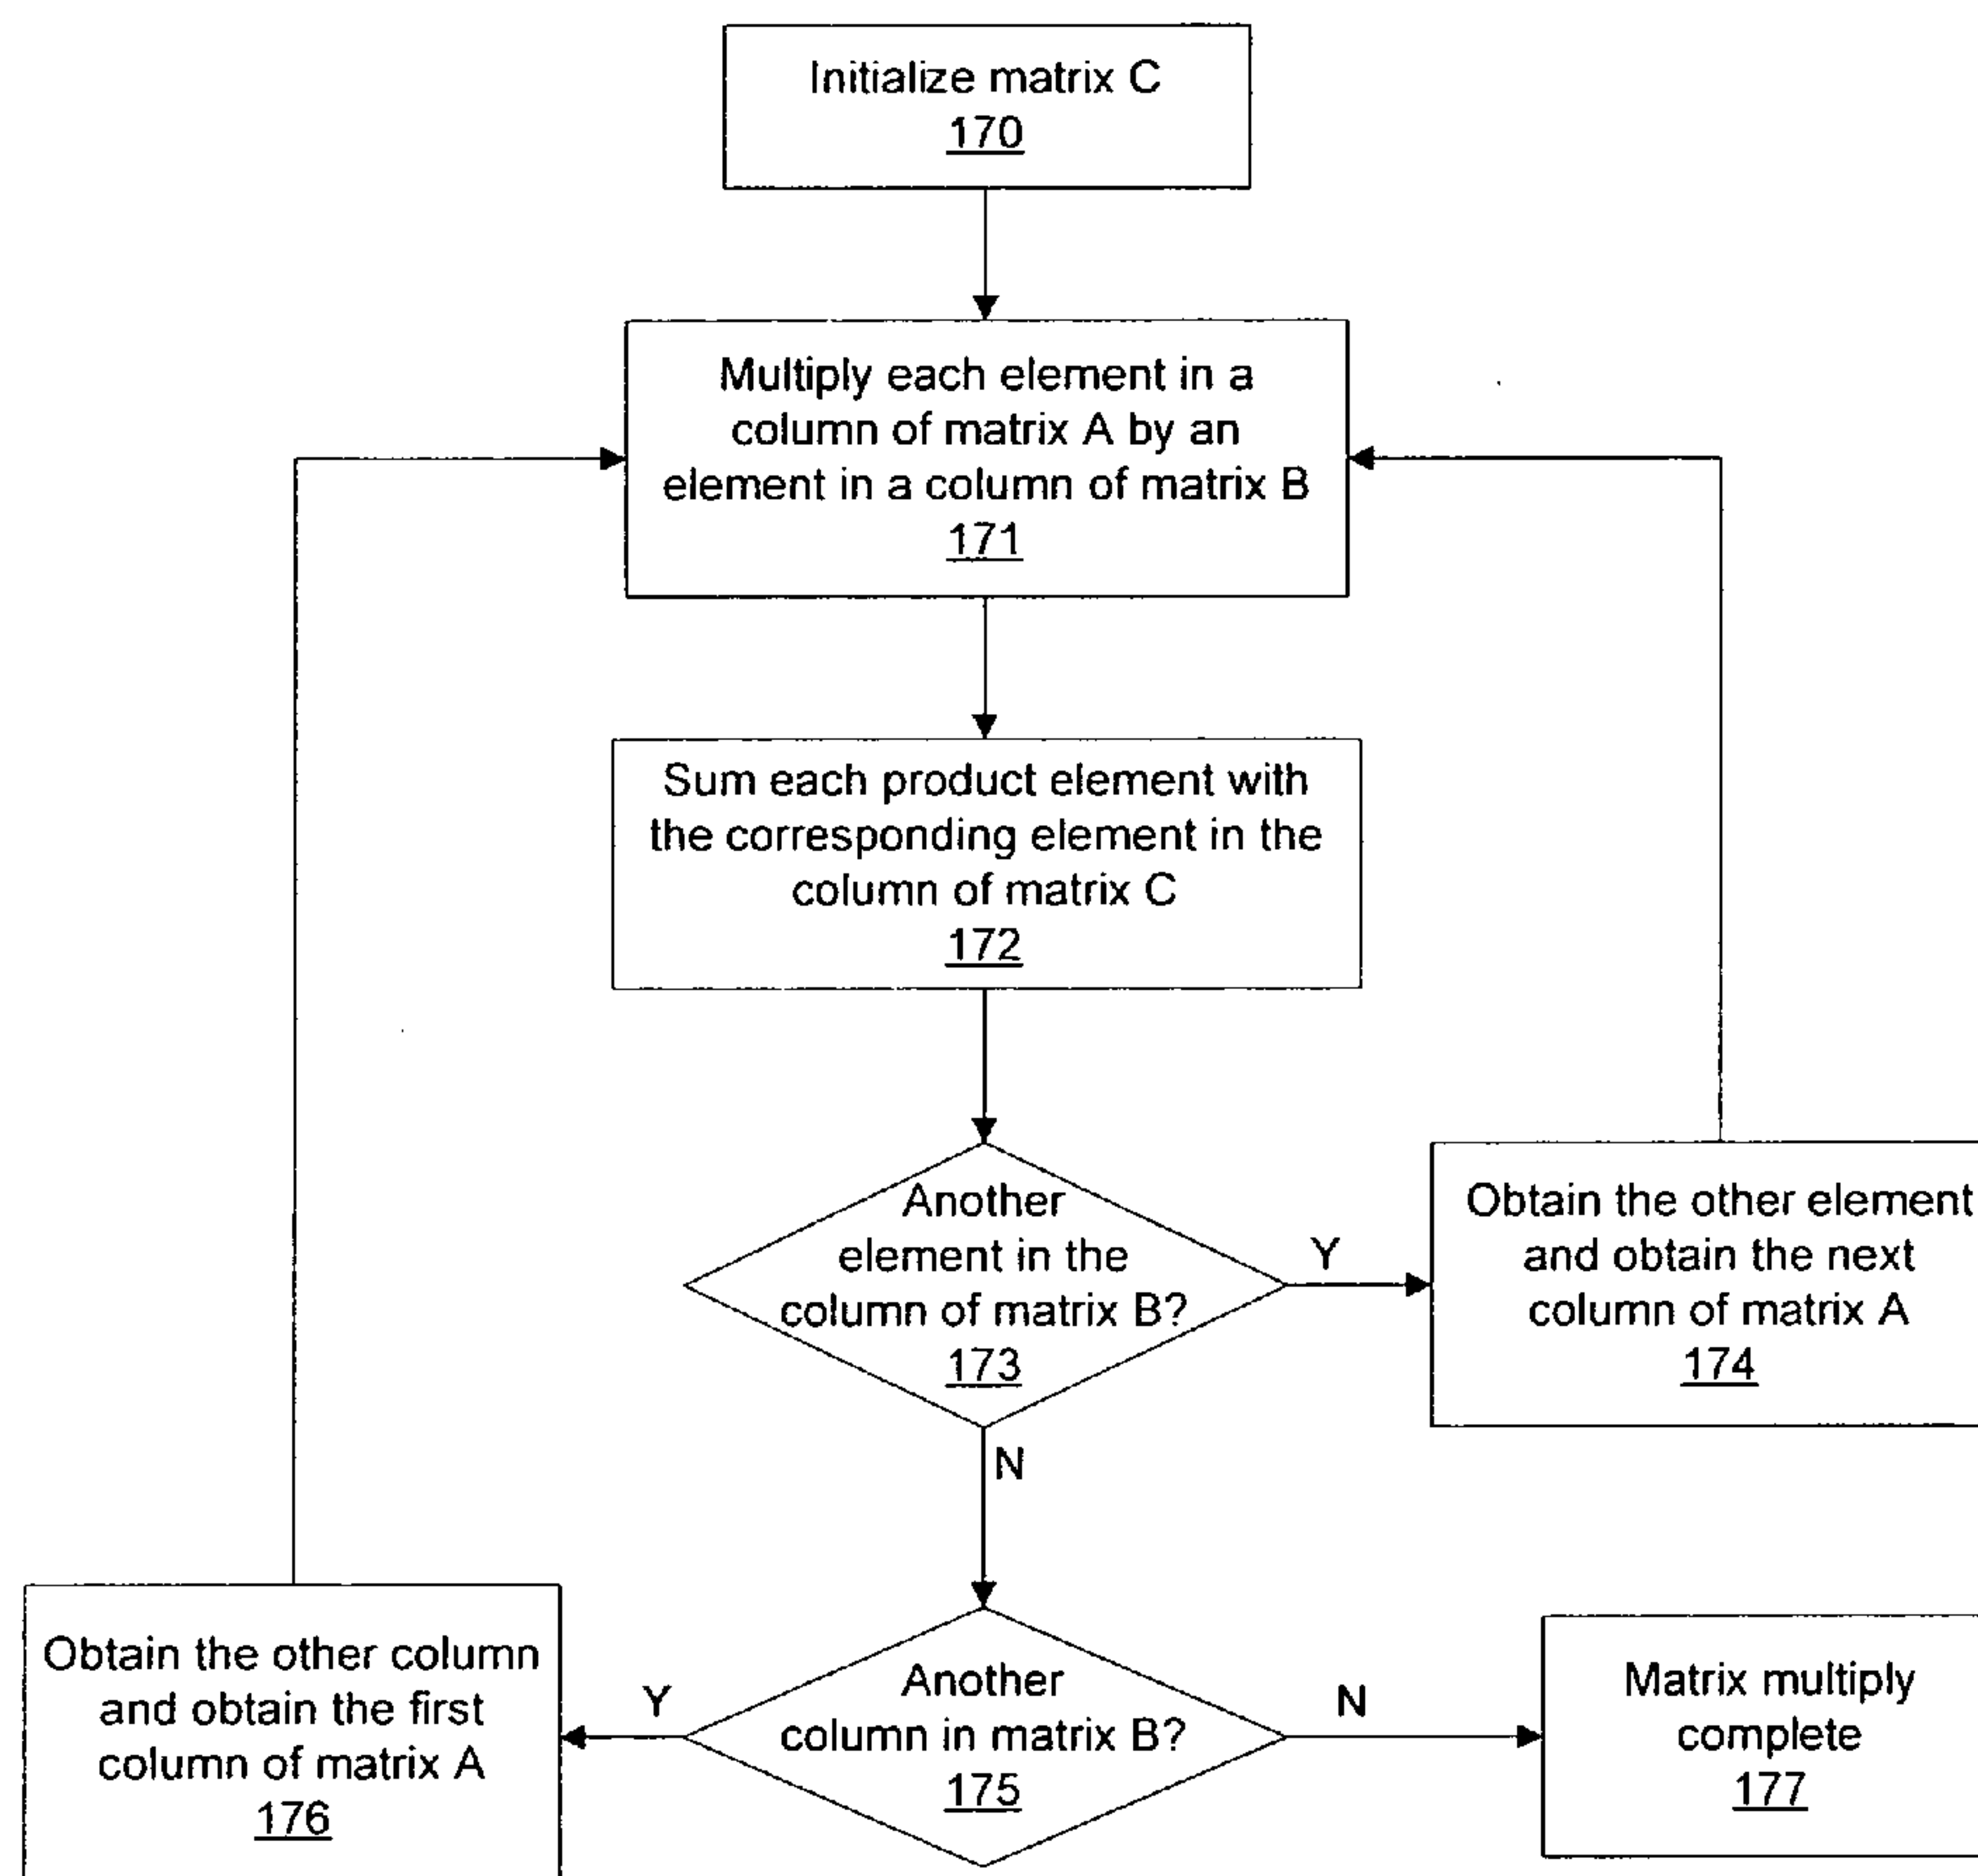 Initialize matrix C
170
Multiply each element in a
column of matrix A by an
element in a column of matrix B
171
Sum each product element with
the corresponding element in the
column of matrix C
172
Another
element in the
column of matrix B?
173
Y
Obtain the other element
and obtain the next
column of matrix A
174
N
Obtain the other column
and obtain the first
column of matrix A
176
Y
Another
column in matrix B?
175
N
Matrix multiply
complete
177